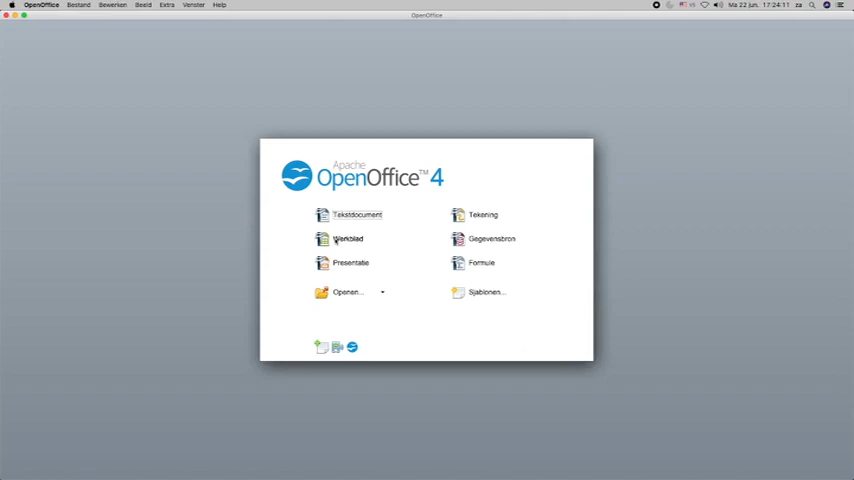 OpenOffice Bestand Bewerken Beeld Extra Venster Help Ma 22 jun. 17:24:11 za
OpenOffice
Apache
OpenOffice™ 4
Tekstdocument Tekening
Werkblad Gegevensbron
Presentatie Formule
Openen... Sjablonen...